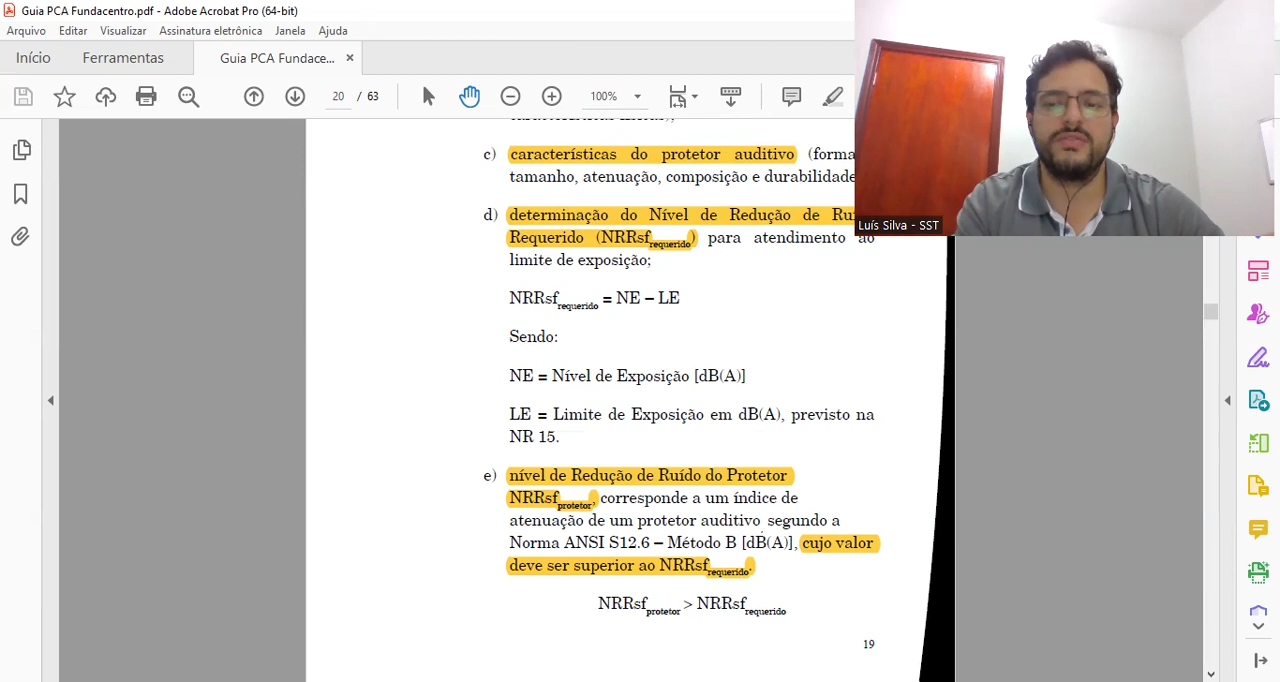 Guia PCA Fundacentro.pdf - Adobe Acrobat Pro (64-bit)
Arquivo Editar Visualizar Assinatura eletrônica Janela Ajuda
Início Ferramentas Guia PCA Fundace... ×
20 / 63 100%
c) características do protetor auditivo (forma
tamanho, atenuação, composição e durabilidade
d) determinação do Nível de Redução de
Requerido (NRRsfrequerido) para atendimento ao
limite de exposição;
NRRsfrequerido = NE – LE
Sendo:
NE = Nível de Exposição [dB(A)]
LE = Limite de Exposição em dB(A), previsto na
NR 15.
e) nível de Redução de Ruído do Protetor
NRRsfprotetor, corresponde a um índice de
atenuação de um protetor auditivo segundo a
Norma ANSI S12.6 – Método B [dB(A)], cujo valor
deve ser superior ao NRRsfrequerido.
NRRsfprotetor > NRRsfrequerido
19
Luís Silva - SST